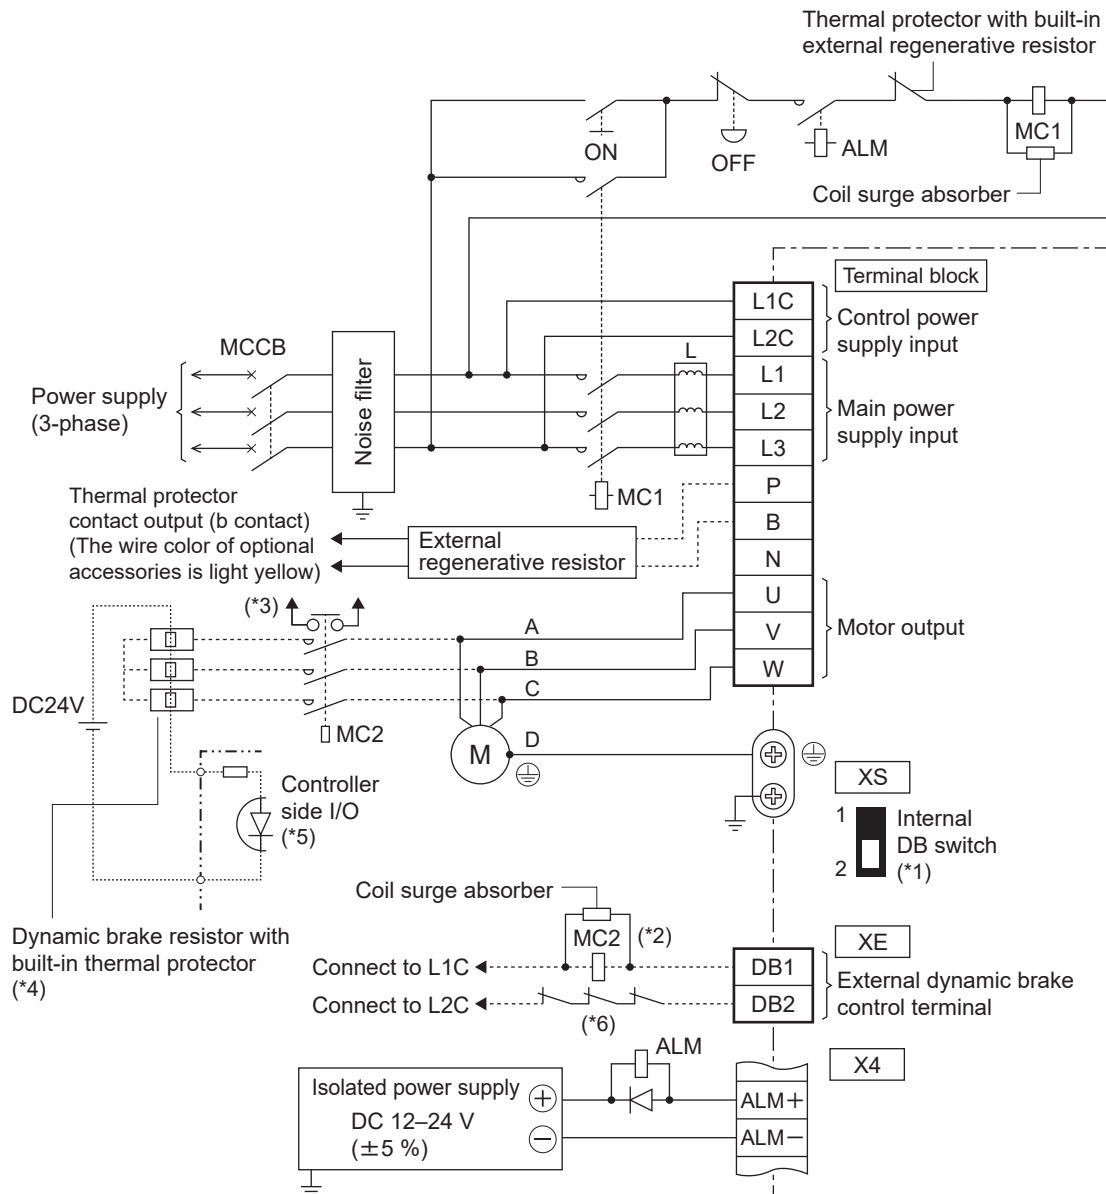 Thermal protector with built-in
external regenerative resistor
ON
OFF
ALM
MC1
Coil surge absorber
Terminal block
L1C
L2C
Control power
supply input
MCCB
Noise filter
L
Power supply
(3-phase)
L1
L2
L3
Main power
supply input
MC1
P
B
N
Thermal protector
contact output (b contact)
(The wire color of optional
accessories is light yellow)
External
regenerative resistor
U
V
W
Motor output
(*3)
A
B
C
D
DC24V
MC2
M
Controller
side I/O
(*5)
XS
1
2
Internal
DB switch
(*1)
Dynamic brake resistor with
built-in thermal protector
(*4)
Coil surge absorber
MC2
(*2)
Connect to L1C
Connect to L2C
(*6)
XE
DB1
DB2
External dynamic brake
control terminal
ALM
X4
Isolated power supply
DC 12–24 V
(±5 %)
+
−
ALM+
ALM−